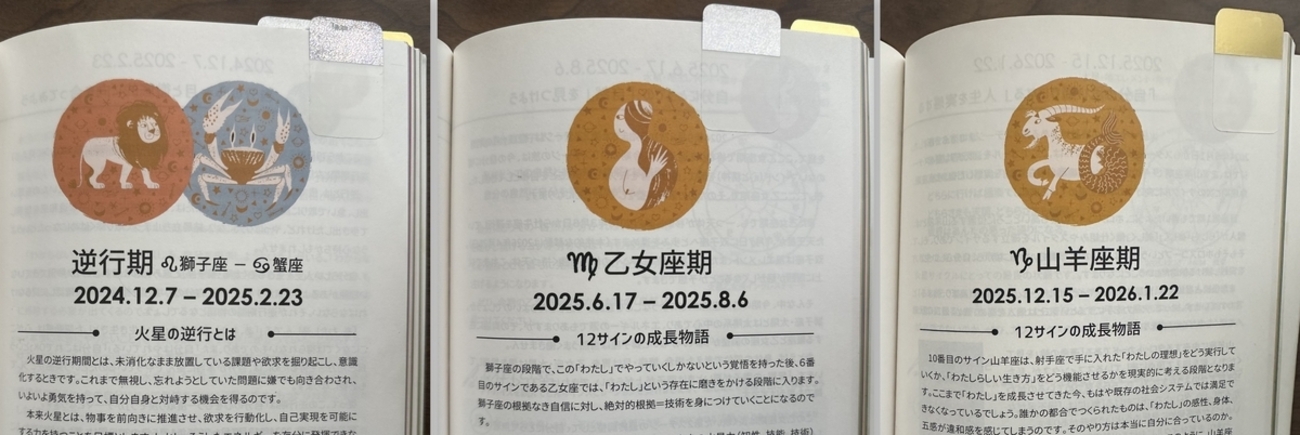 逆行期 ♌獅子座 – ♋蟹座
2024.12.7 – 2025.2.23
火星の逆行とは
火星の逆行期間とは、未消化なまま放置している課題や欲求を掘り起こし、意識
化するときです。これまで無視し、忘れようとしていた問題に嫌でも向き合わされ、
いよいよ勇気を持って、自分自身と対峙する機会を得るのです。
本来火星とは、物事を前向きに推進させ、欲求を行動化し、自己実現を可能に
♍乙女座期
2025.6.17 – 2025.8.6
12サインの成長物語
獅子座の段階で、この「わたし」でやっていくしかないという覚悟を持った後、6番
目のサインである乙女座では、「わたし」という存在に磨きをかける段階に入ります。
獅子座の根拠なき自信に対し、絶対的根拠=技術を身につけていくことになるので
す。
♑山羊座期
2025.12.15 – 2026.1.22
12サインの成長物語
10番目のサイン山羊座は、射手座で手に入れた「わたしの理想」をどう実行して
いくか、「わたしらしい生き方」をどう機能させるかを現実的に考える段階となりま
す。ここまで「わたし」を成長させてきた今、もはや既存の社会システムでは満足で
きなくなっているでしょう。誰かの都合でつくられたものは、「わたし」の感性、身体、
五感が違和感を感じてしまうのです。そのやり方は本当に自分に合っているのか。